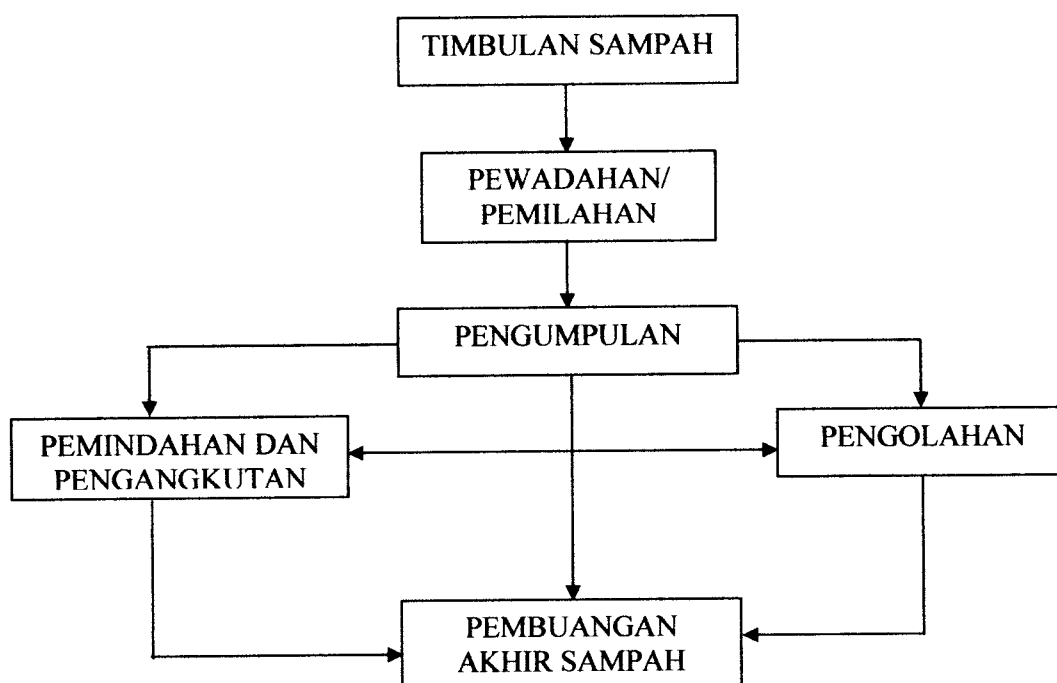 TIMBULAN SAMPAH
PEWADAHAN/
PEMILAHAN
PENGUMPULAN
PEMINDAHAN DAN
PENGANGKUTAN
PENGOLAHAN
PEMBUANGAN
AKHIR SAMPAH